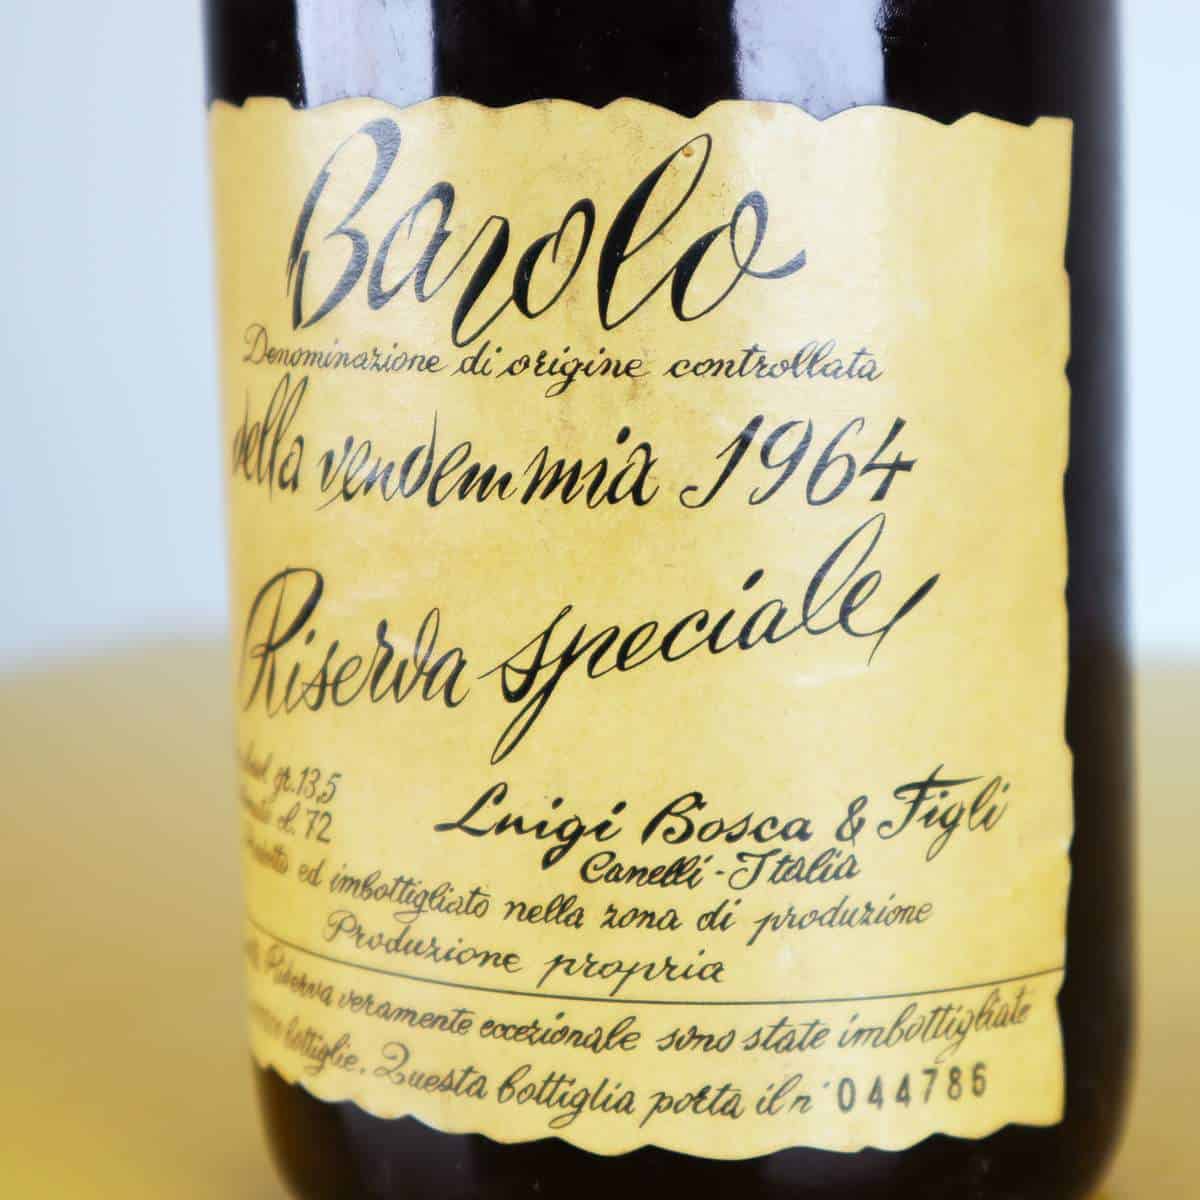 Barolo
Denominazione di origine controllata
della vendemmia 1964
Riserva speciale
gr. 13,5
cl. 72
Luigi Bosca & Figli
Canelli - Italia
ed imbottigliato nella zona di produzione
Produzione propria
Riserva veramente eccezionale sono state imbottigliate
bottiglie. Questa bottiglia porta il n° 044786